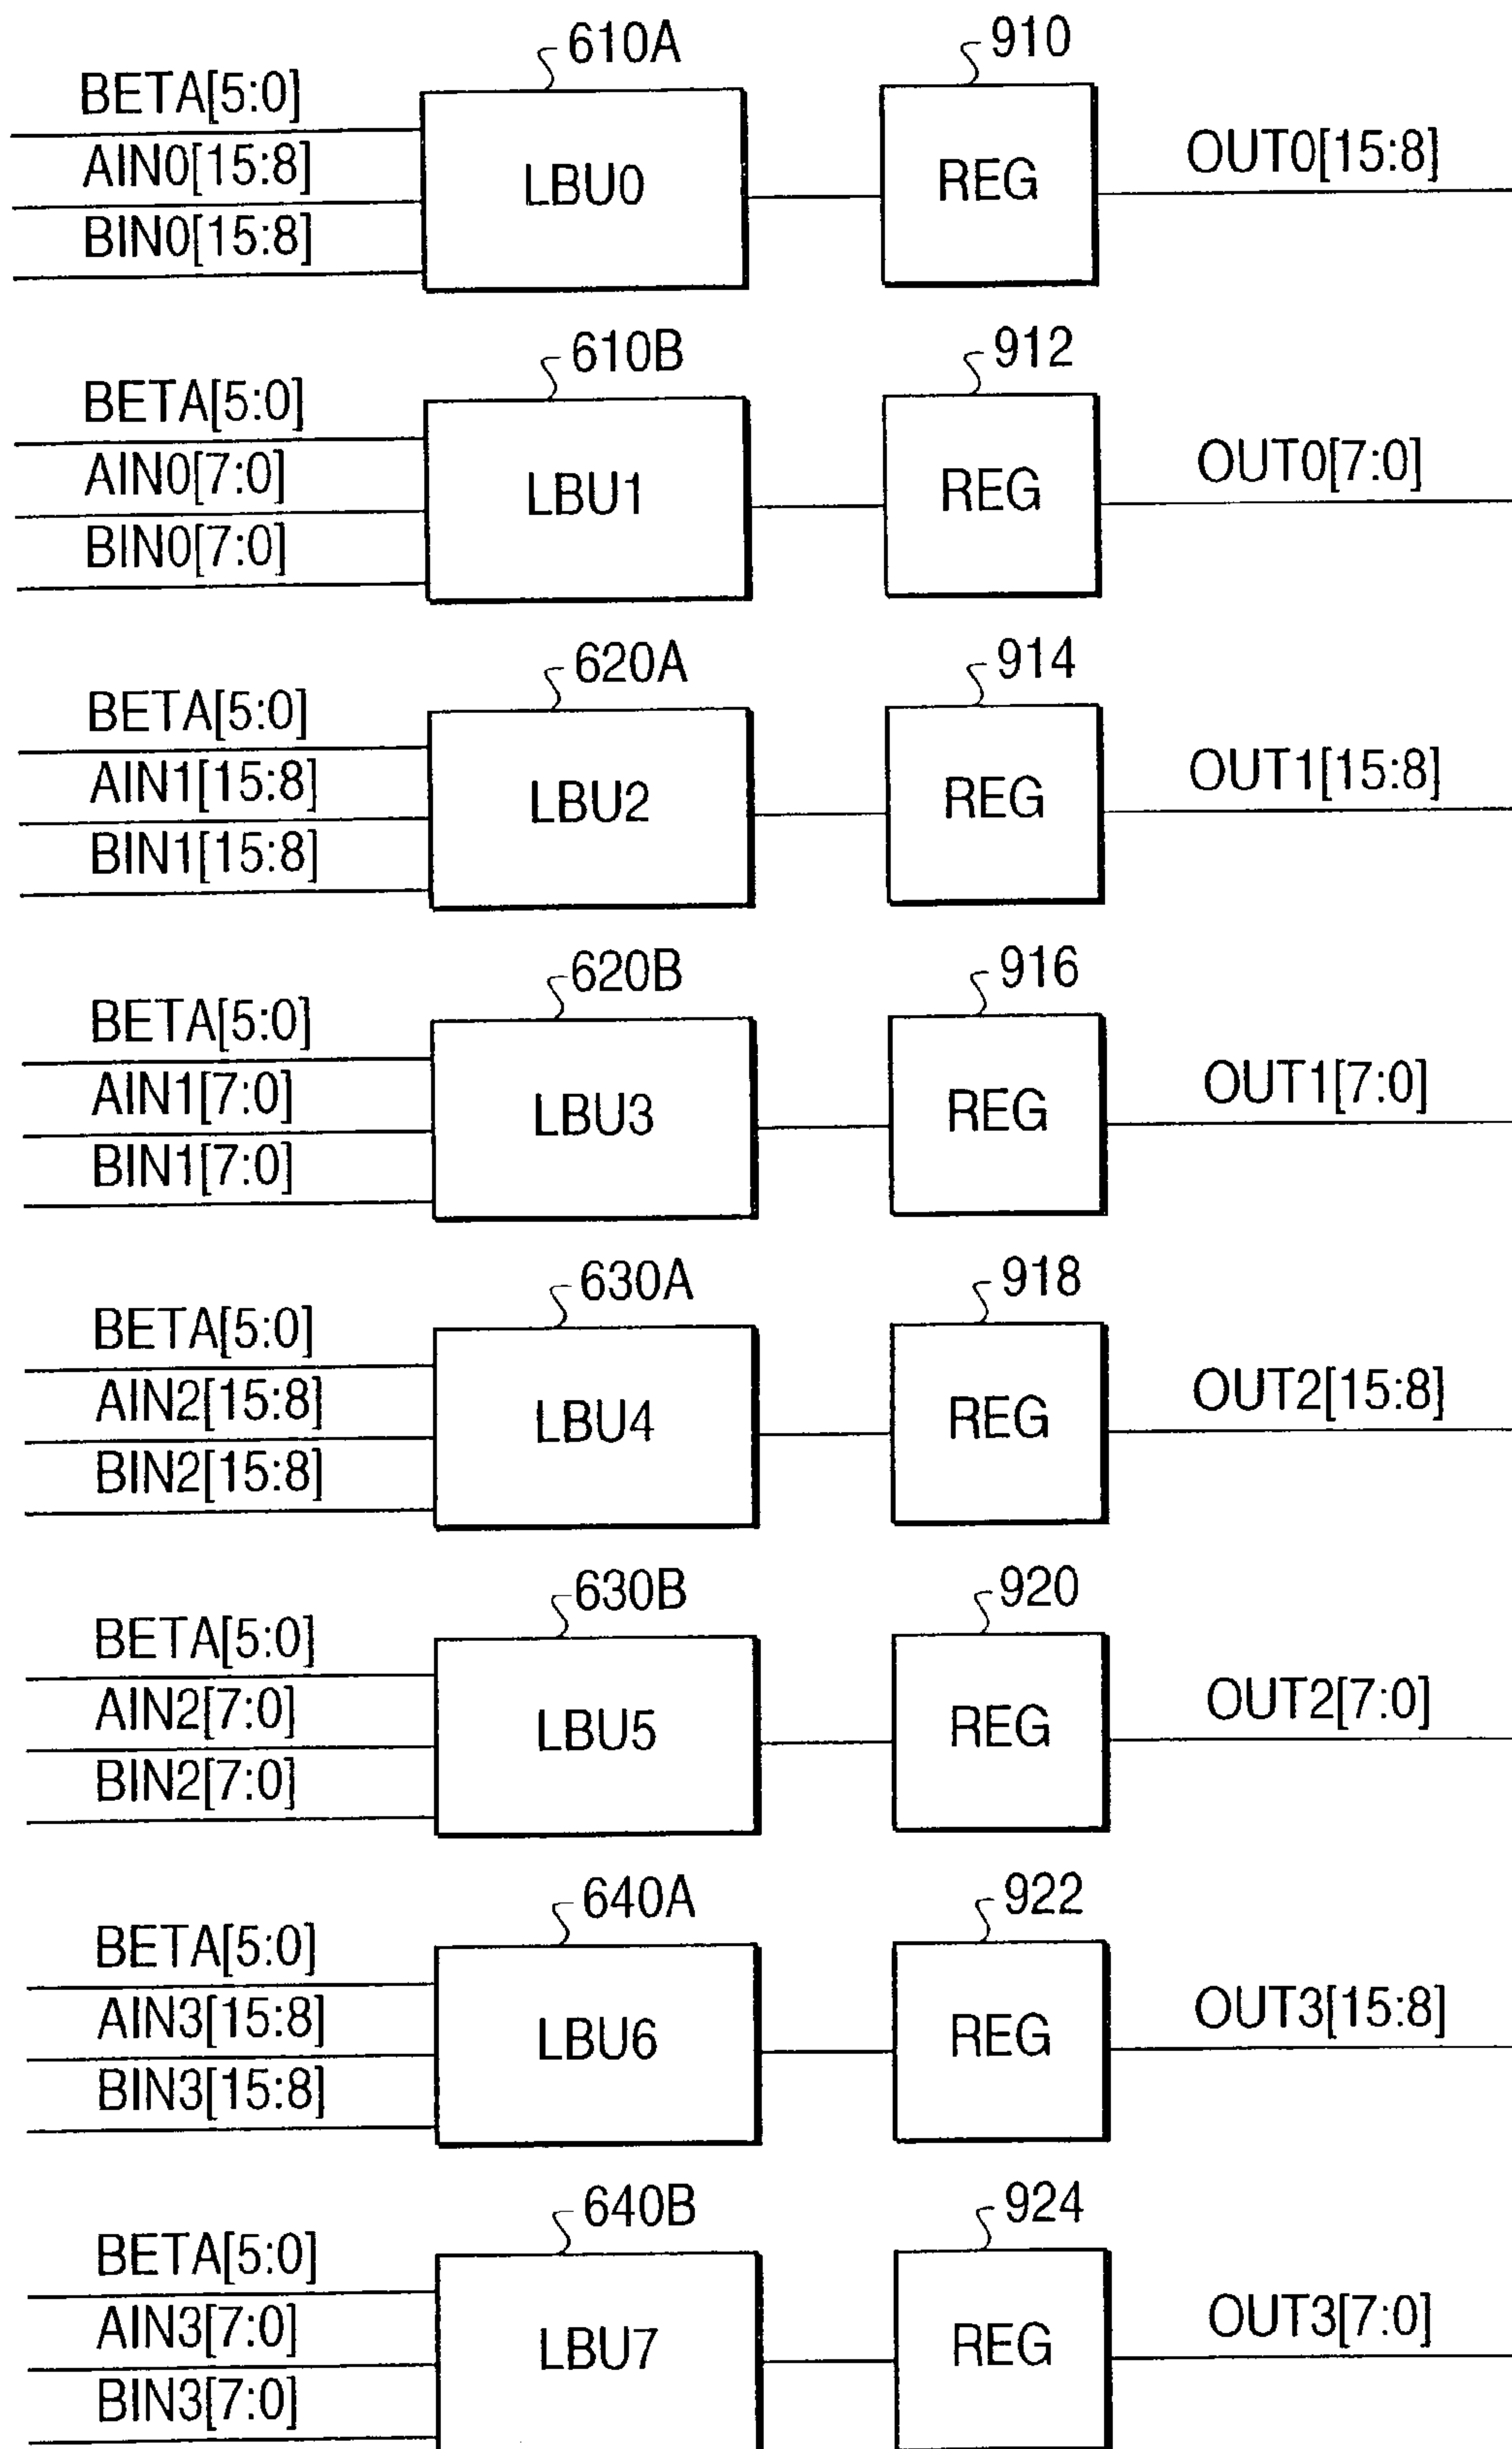 610A 910
BETA[5:0]
AIN0[15:8] LBU0 REG OUT0[15:8]
BIN0[15:8]
610B 912
BETA[5:0]
AIN0[7:0] LBU1 REG OUT0[7:0]
BIN0[7:0]
620A 914
BETA[5:0]
AIN1[15:8] LBU2 REG OUT1[15:8]
BIN1[15:8]
620B 916
BETA[5:0]
AIN1[7:0] LBU3 REG OUT1[7:0]
BIN1[7:0]
630A 918
BETA[5:0]
AIN2[15:8] LBU4 REG OUT2[15:8]
BIN2[15:8]
630B 920
BETA[5:0]
AIN2[7:0] LBU5 REG OUT2[7:0]
BIN2[7:0]
640A 922
BETA[5:0]
AIN3[15:8] LBU6 REG OUT3[15:8]
BIN3[15:8]
640B 924
BETA[5:0]
AIN3[7:0] LBU7 REG OUT3[7:0]
BIN3[7:0]